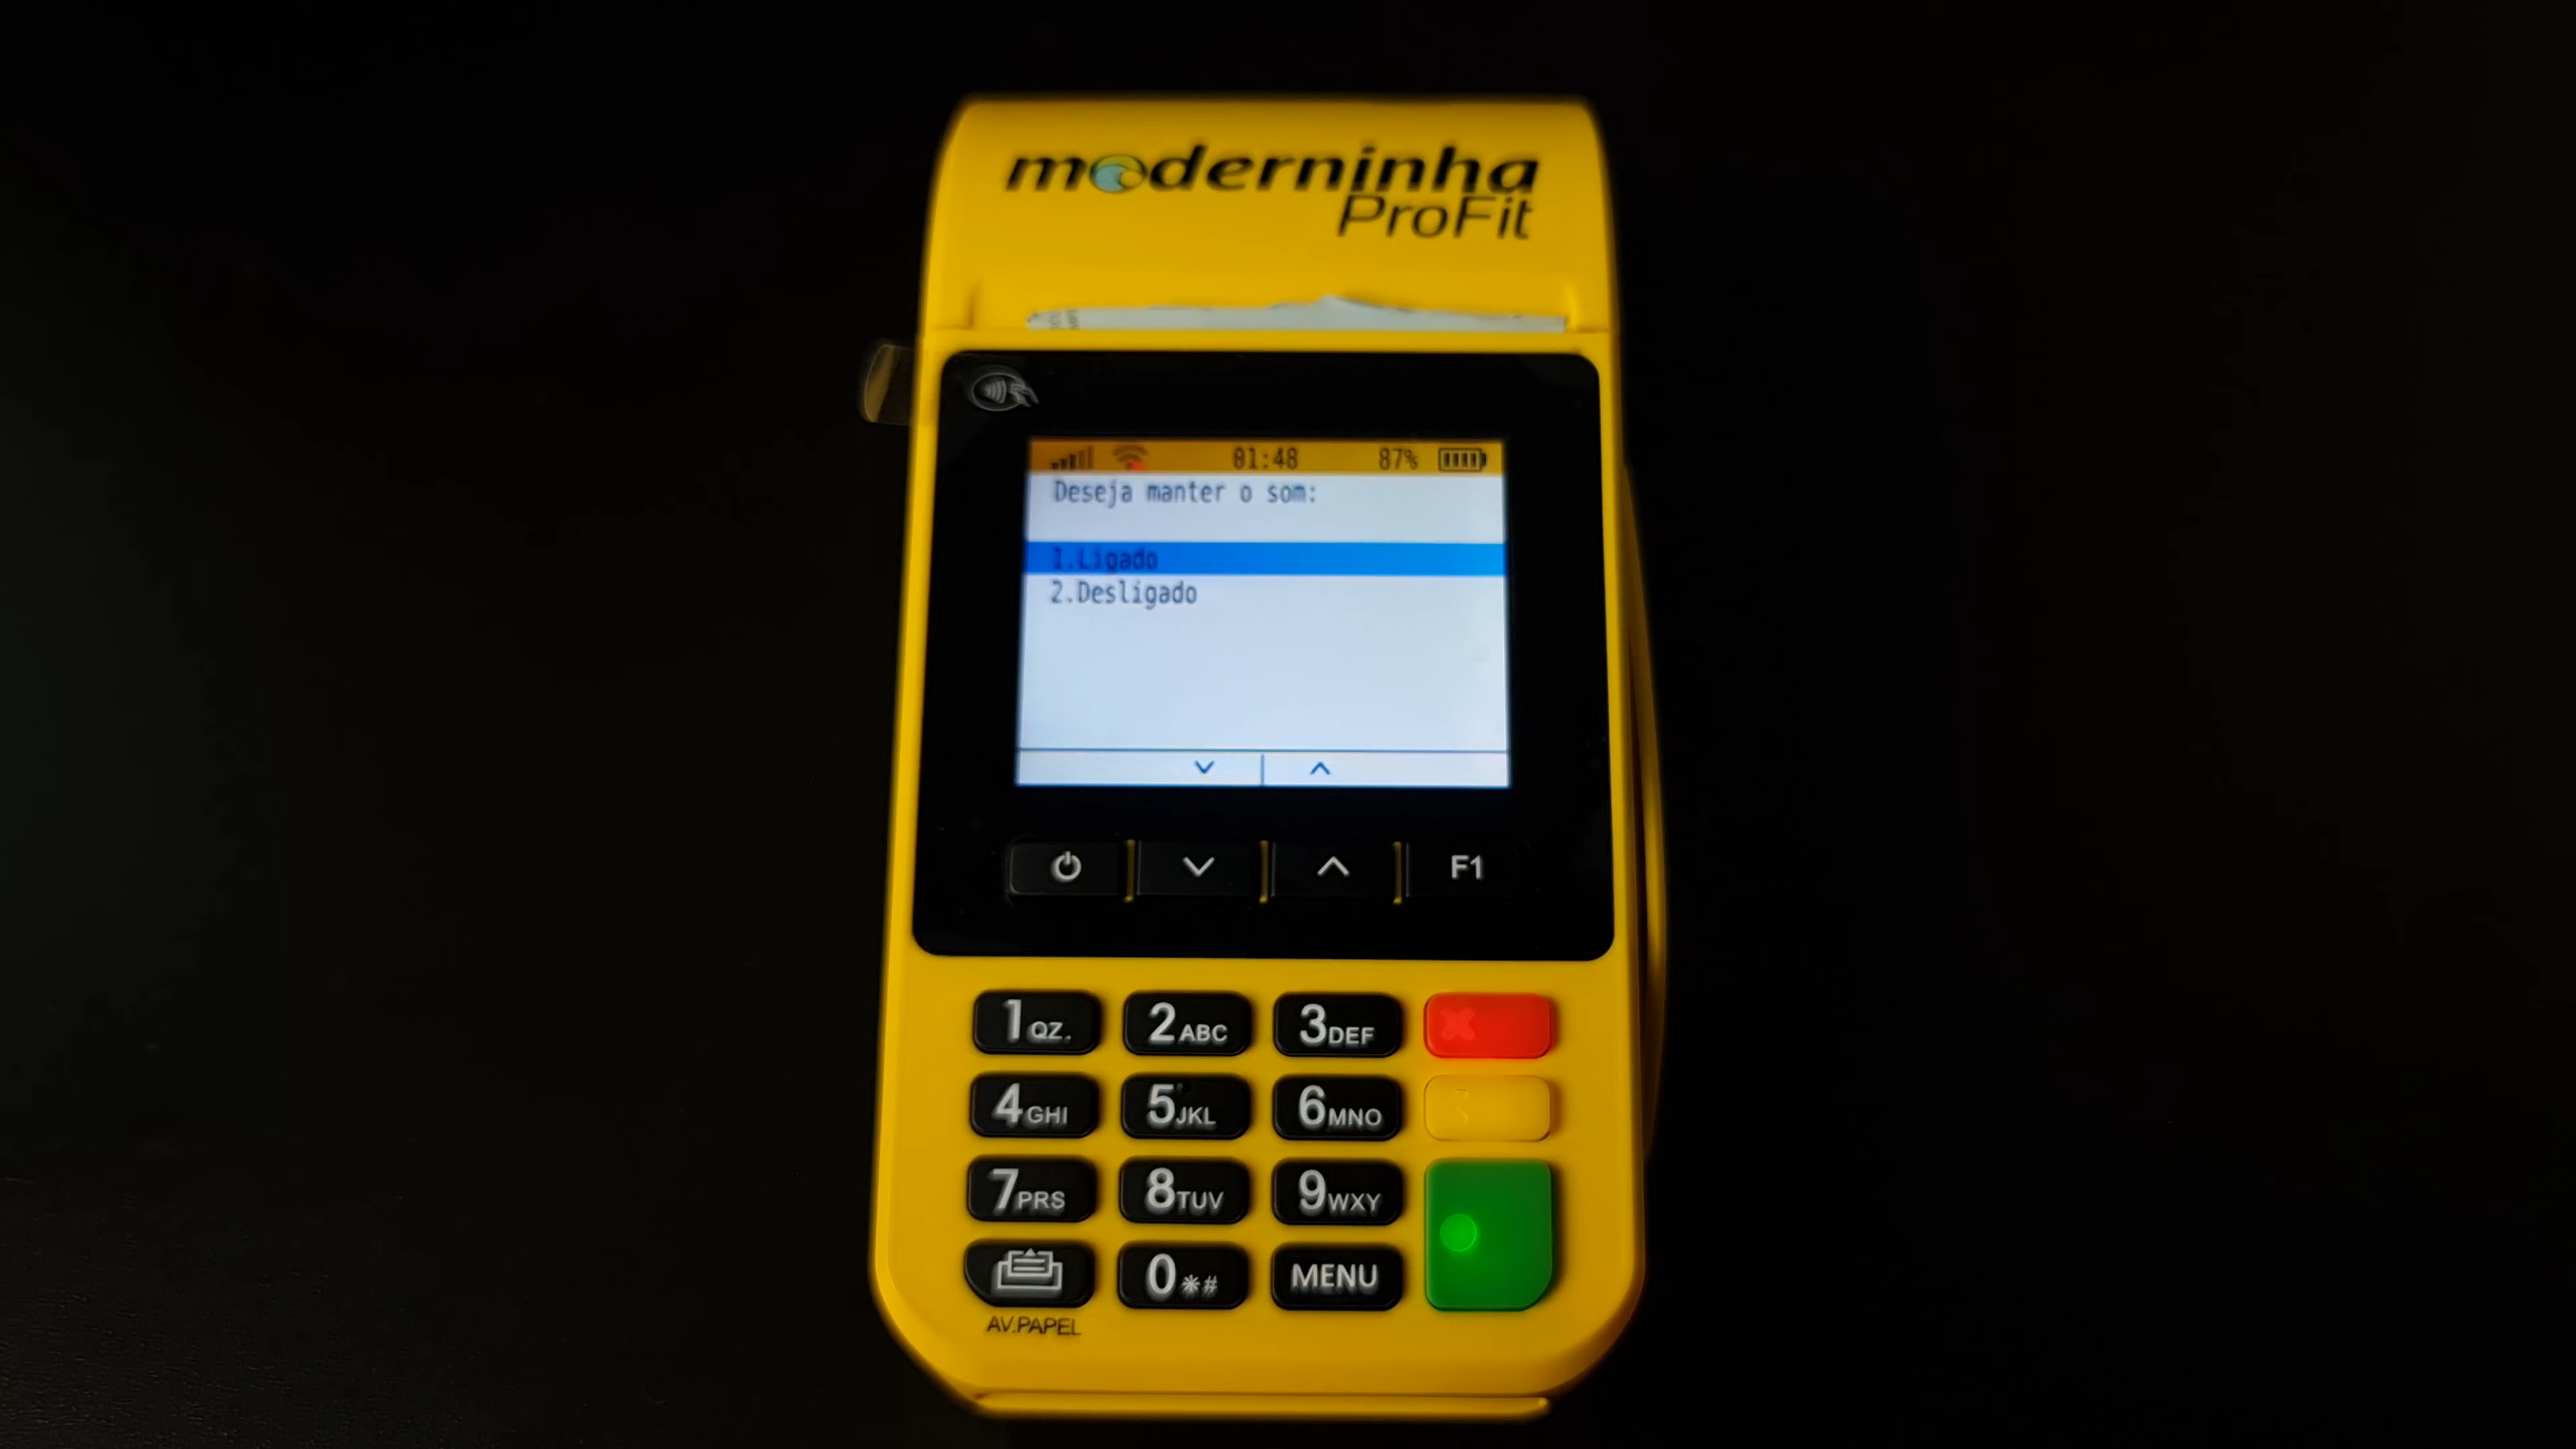 moderninha
ProFit
01:48 87%
Deseja manter o som:
1.Ligado
2.Desligado
F1
1 QZ. 2 ABC 3 DEF
4 GHI 5 JKL 6 MNO
7 PRS 8 TUV 9 WXY
0 *# MENU
AV.PAPEL